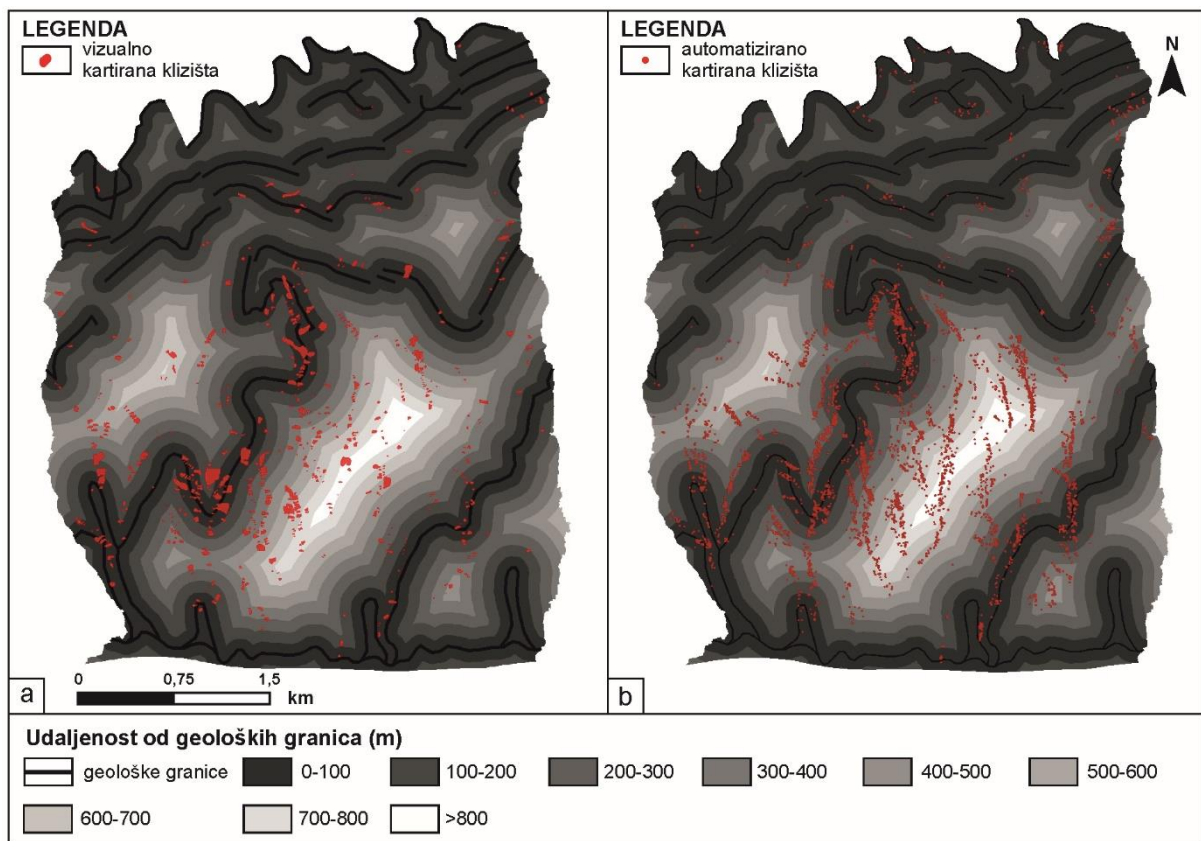 LEGENDA
vizualno
kartirana klizišta
LEGENDA
automatizirano
kartirana klizišta
N
a
0 0,75 1,5
km
b
Udaljenost od geoloških granica (m)
geološke granice 0-100 100-200 200-300 300-400 400-500 500-600
600-700 700-800 >800